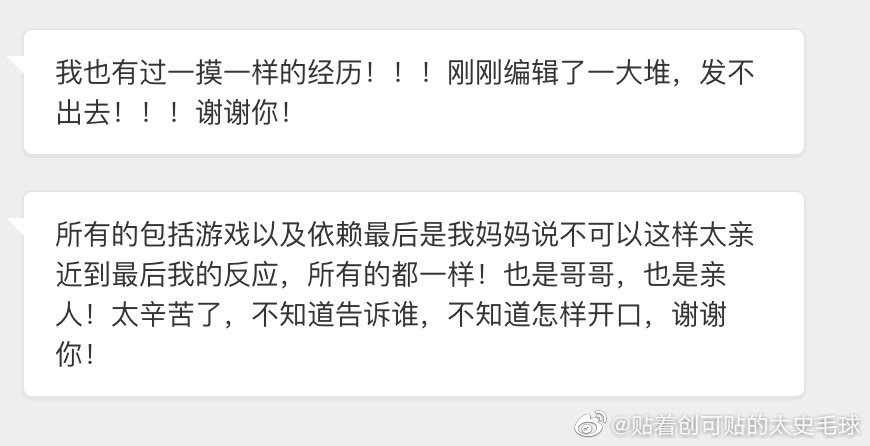 我也有过一摸一样的经历！！！刚刚编辑了一大堆，发不
出去！！！谢谢你！
所有的包括游戏以及依赖最后是我妈妈说不可以这样太亲
近到最后我的反应，所有的都一样！也是哥哥，也是亲
人！太辛苦了，不知道告诉谁，不知道怎样开口，谢谢
你！
@贴着创可贴的太史毛球